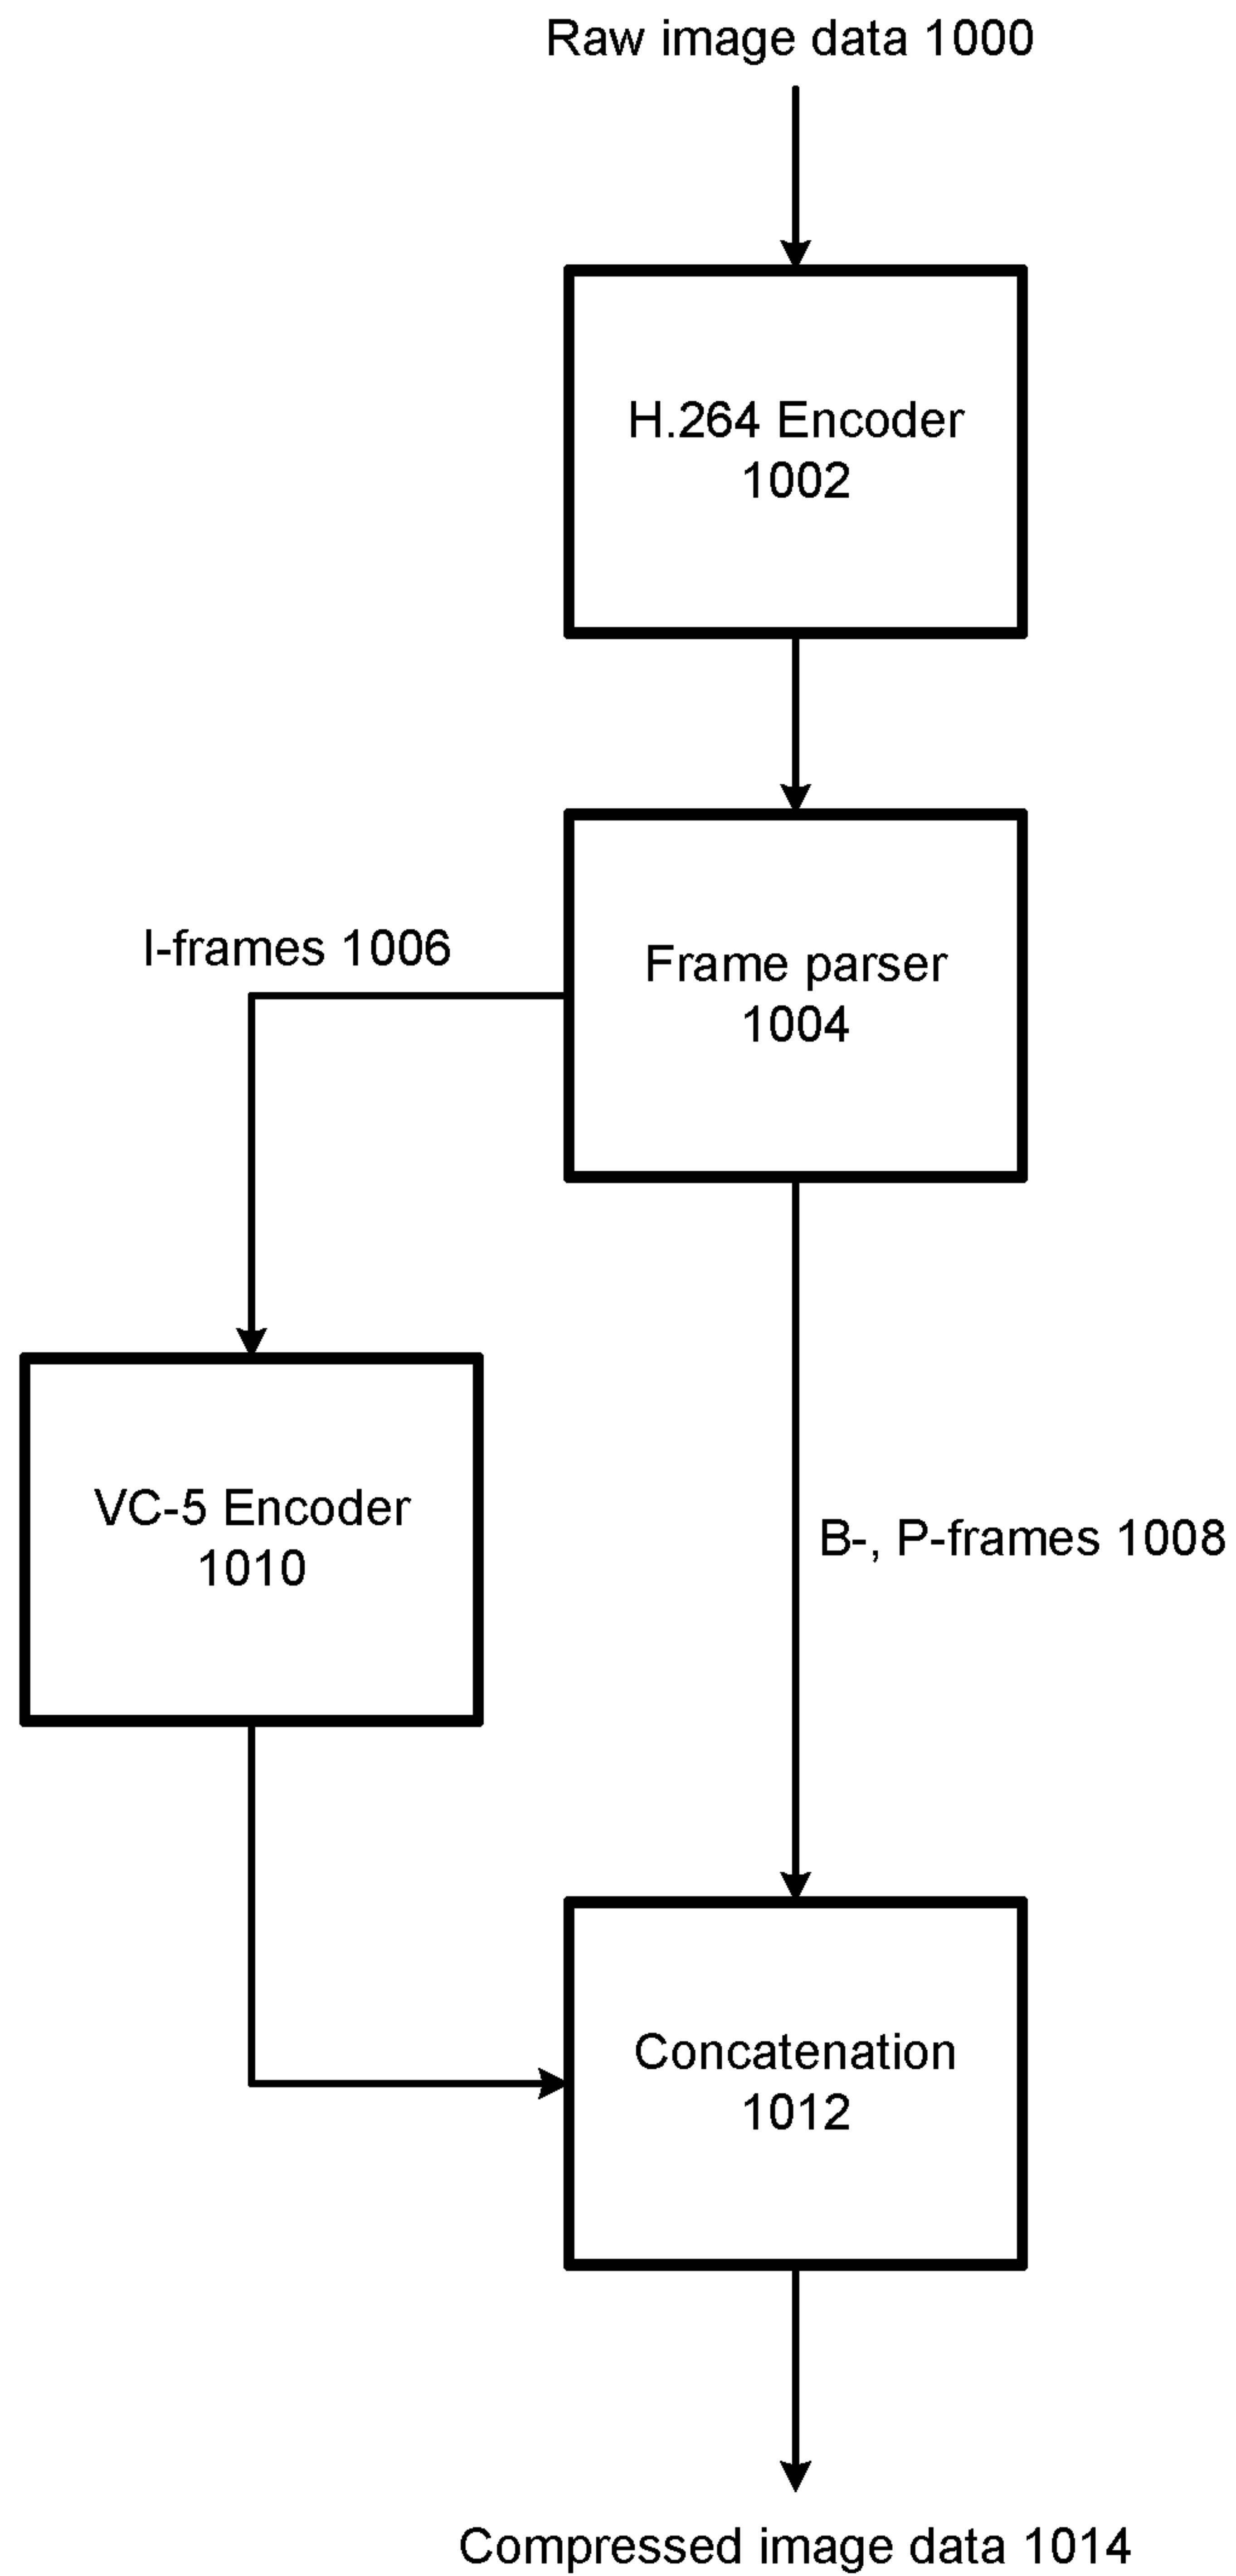 Raw image data 1000
H.264 Encoder
1002
I-frames 1006
Frame parser
1004
VC-5 Encoder
1010
B-, P-frames 1008
Concatenation
1012
Compressed image data 1014